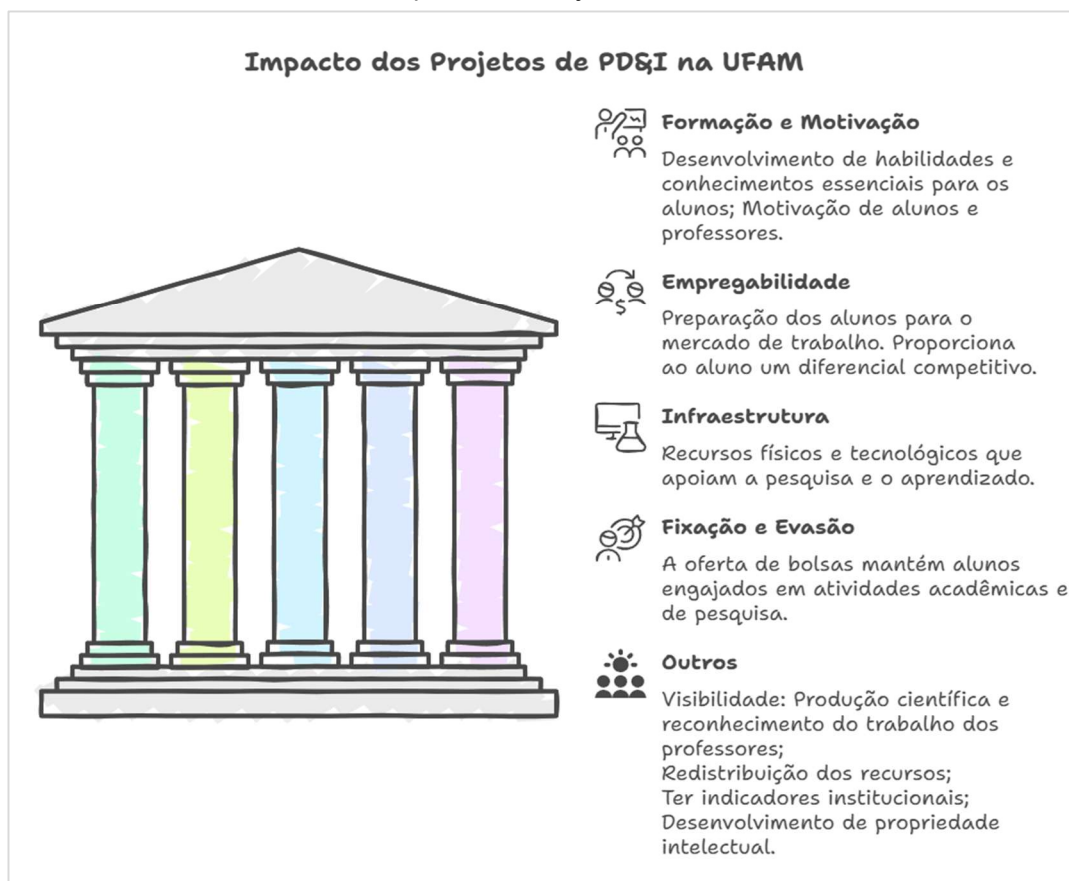 Impacto dos Projetos de PD&I na UFAM
Formação e Motivação
Desenvolvimento de habilidades e
conhecimentos essenciais para os
alunos; Motivação de alunos e
professores.
Empregabilidade
Preparação dos alunos para o
mercado de trabalho. Proporciona
ao aluno um diferencial competitivo.
Infraestrutura
Recursos físicos e tecnológicos que
apoiam a pesquisa e o aprendizado.
Fixação e Evasão
A oferta de bolsas mantém alunos
engajados em atividades acadêmicas e
de pesquisa.
Outros
Visibilidade: Produção científica e
reconhecimento do trabalho dos
professores;
Redistribuição dos recursos;
Ter indicadores institucionais;
Desenvolvimento de propriedade
intelectual.